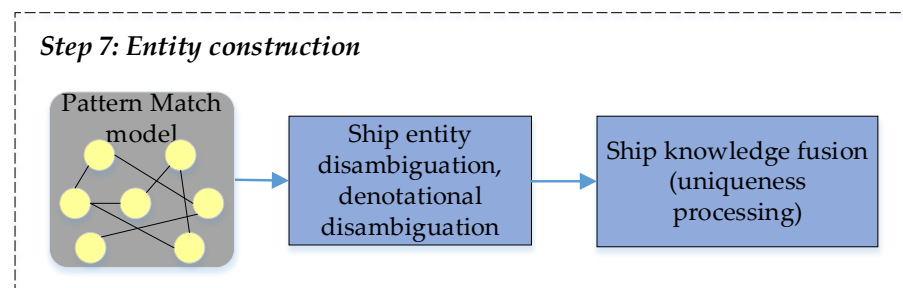 Step 7: Entity construction
Pattern Match
model
Ship entity
disambiguation,
denotational
disambiguation
Ship knowledge fusion
(uniqueness
processing)